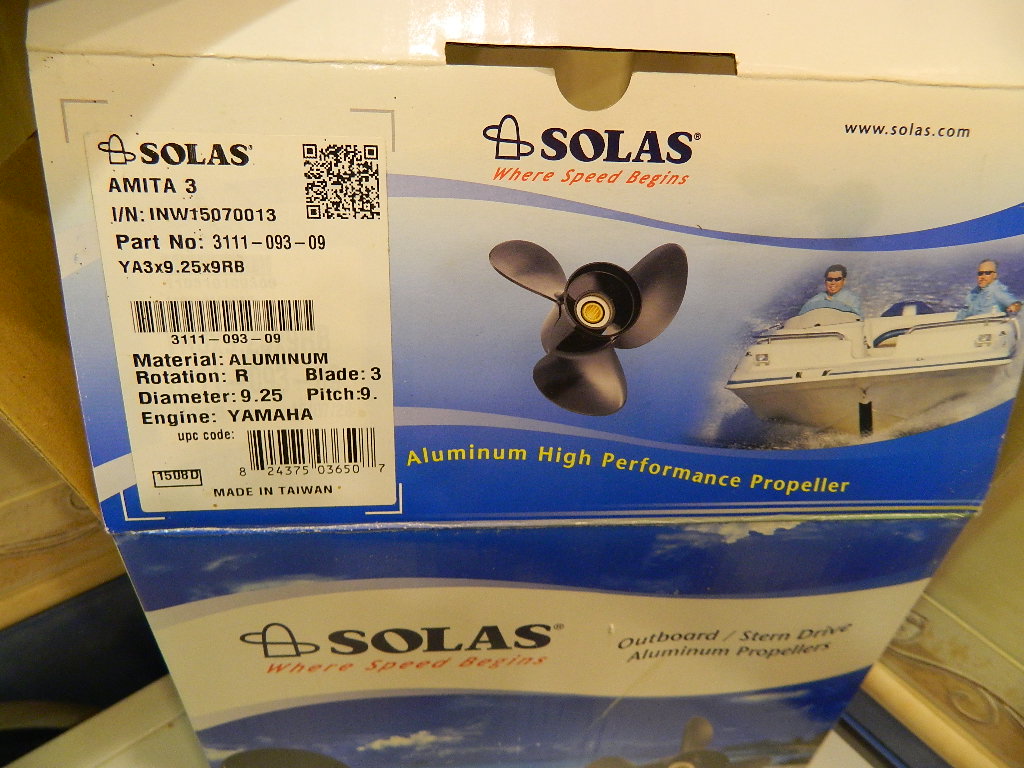 SOLAS®
AMITA 3
I/N: INW15070013
Part No: 3111-093-09
YA3x9.25x9RB
3111-093-09
Material: ALUMINUM
Rotation: R Blade: 3
Diameter: 9.25 Pitch: 9.
Engine: YAMAHA
upc code:
8 24375 03650 7
1508D
MADE IN TAIWAN
SOLAS®
Where Speed Begins
www.solas.com
Aluminum High Performance Propeller
SOLAS®
Where Speed Begins
Outboard / Stern Drive
Aluminum Propellers